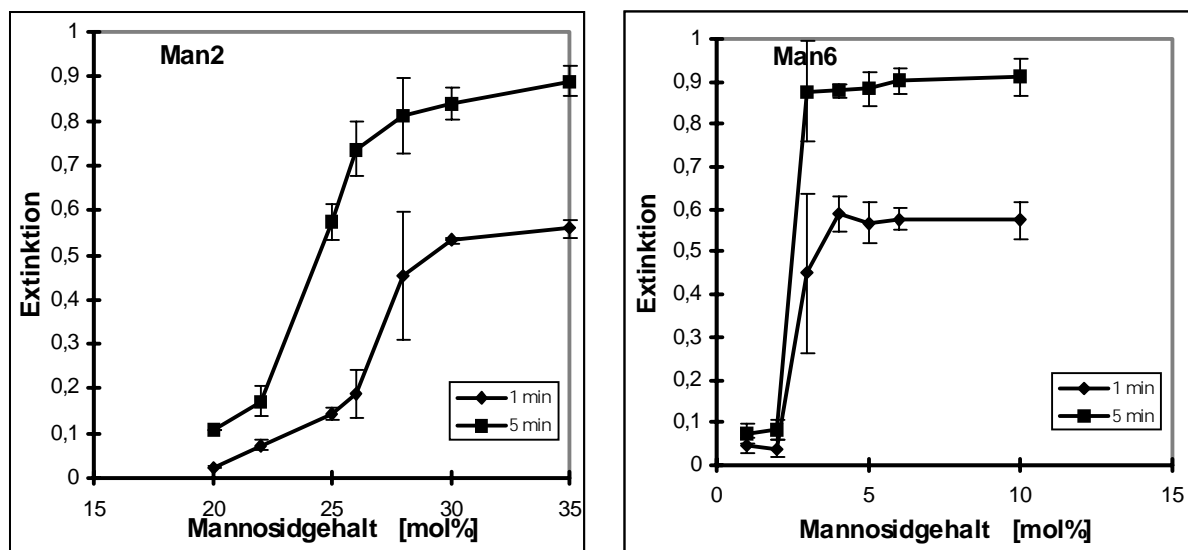 Man2
Extinktion
1
0,9
0,8
0,7
0,6
0,5
0,4
0,3
0,2
0,1
0
15 20 25 30 35
Mannosidgehalt [mol%]
1 min
5 min
Man6
Extinktion
1
0,9
0,8
0,7
0,6
0,5
0,4
0,3
0,2
0,1
0
0 5 10 15
Mannosidgehalt [mol%]
1 min
5 min